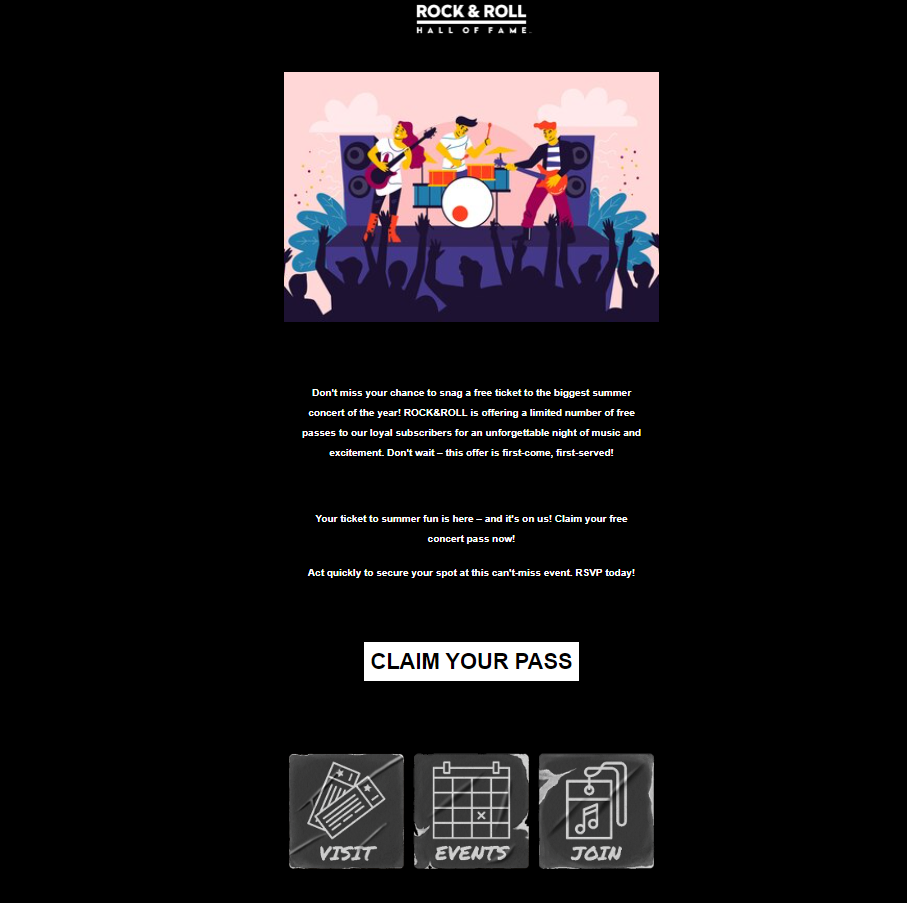 ROCK & ROLL
HALL OF FAME.
Don't miss your chance to snag a free ticket to the biggest summer
concert of the year! ROCK&ROLL is offering a limited number of free
passes to our loyal subscribers for an unforgettable night of music and
excitement. Don't wait – this offer is first-come, first-served!
Your ticket to summer fun is here – and it's on us! Claim your free
concert pass now!
Act quickly to secure your spot at this can't-miss event. RSVP today!
CLAIM YOUR PASS
VISIT
EVENTS
JOIN